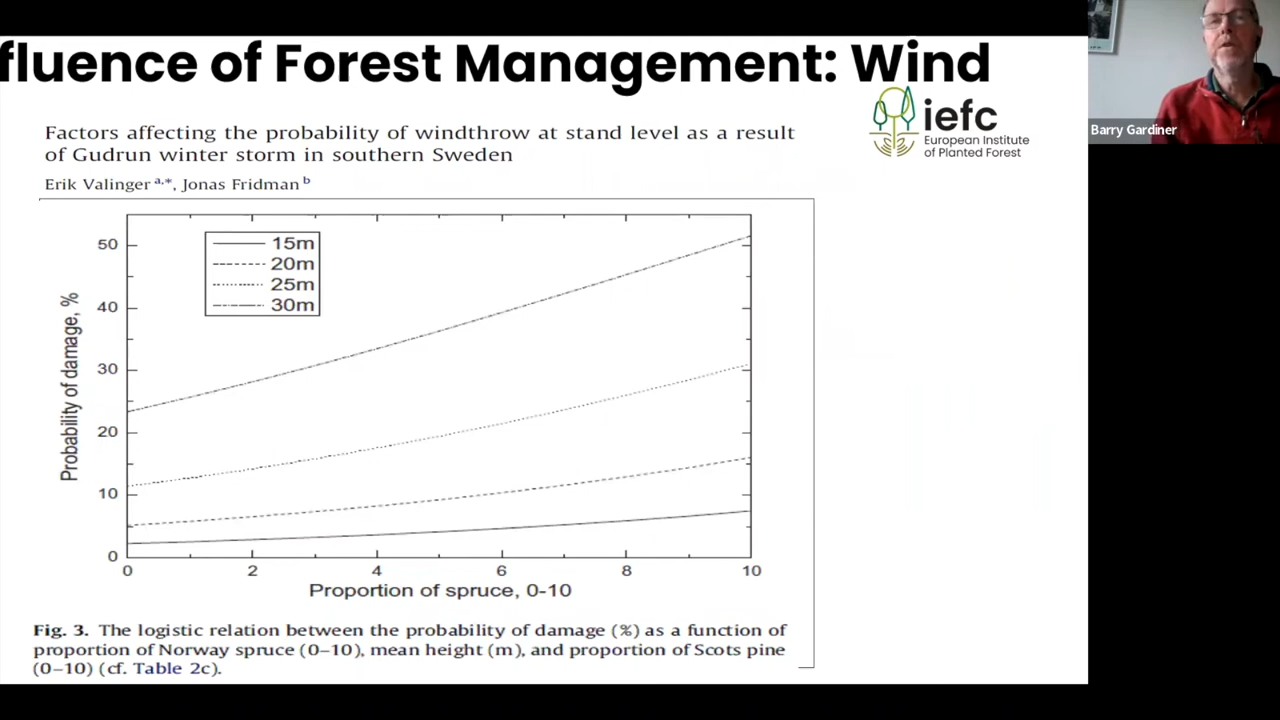 fluence of Forest Management: Wind
iefc
European Institute
of Planted Forest
Barry Gardiner
Factors affecting the probability of windthrow at stand level as a result
of Gudrun winter storm in southern Sweden
Erik Valinger a,*, Jonas Fridman b
15m
20m
25m
30m
Probability of damage, %
50
40
30
20
10
0
0 2 4 6 8 10
Proportion of spruce, 0-10
Fig. 3. The logistic relation between the probability of damage (%) as a function of
proportion of Norway spruce (0–10), mean height (m), and proportion of Scots pine
(0–10) (cf. Table 2c).